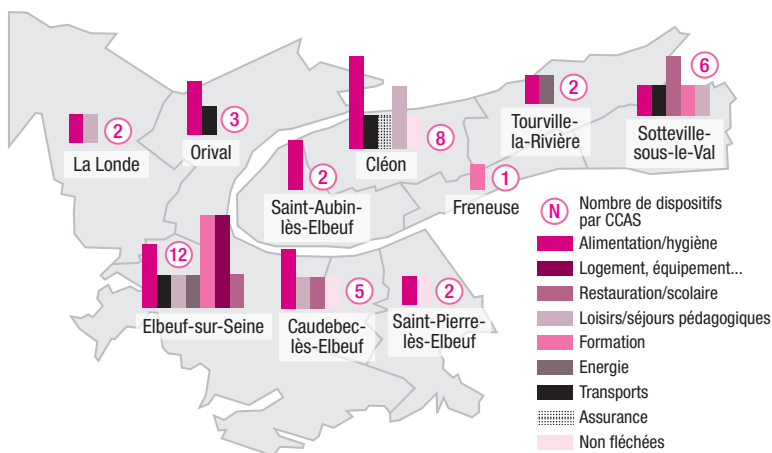 2
La Londe
3
Orival
8
Cléon
2
Tourville-
la-Rivière
6
Sotteville-
sous-le-Val
2
Saint-Aubin-
lès-Elbeuf
1
Freneuse
12
Elbeuf-sur-Seine
5
Caudebec-
lès-Elbeuf
2
Saint-Pierre-
lès-Elbeuf
N
Nombre de dispositifs
par CCAS
Alimentation/hygiène
Logement, équipement...
Restauration/scolaire
Loisirs/séjours pédagogiques
Formation
Energie
Transports
Assurance
Non fléchées